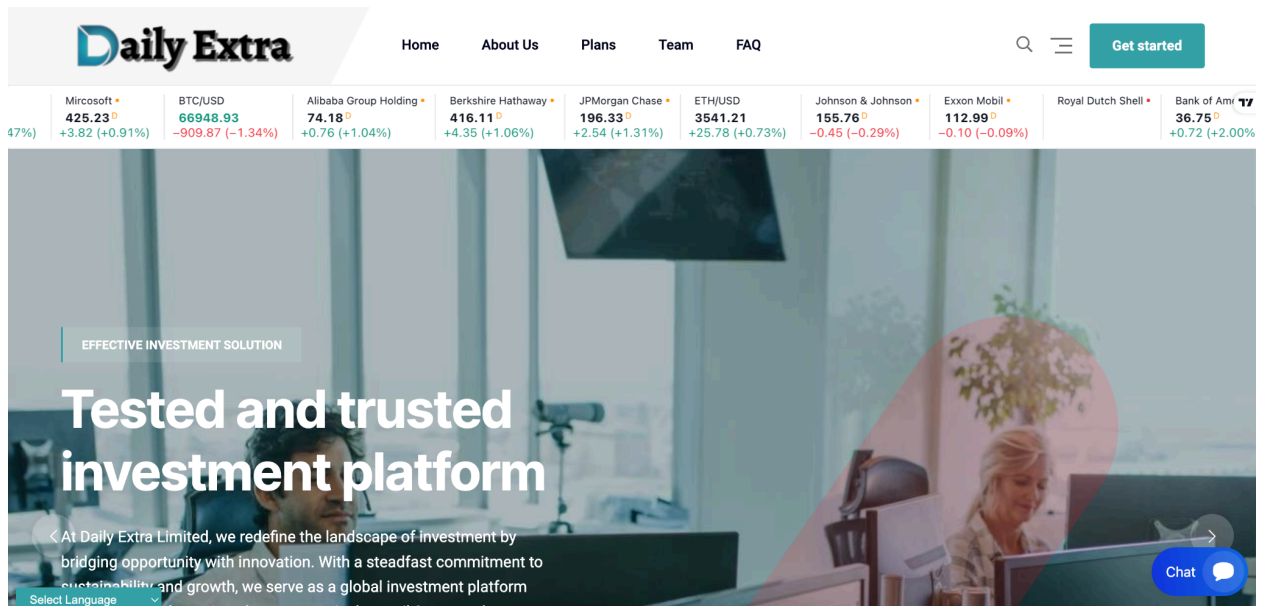 Daily Extra
Home About Us Plans Team FAQ
Get started
Mircosoft BTC/USD Alibaba Group Holding Berkshire Hathaway JPMorgan Chase ETH/USD Johnson & Johnson Exxon Mobil Royal Dutch Shell Bank of Ame
425.23 D 66948.93 74.18 D 416.11 D 196.33 D 3541.21 155.76 D 112.99 D 36.75 D
47%) +3.82 (+0.91%) −909.87 (−1.34%) +0.76 (+1.04%) +4.35 (+1.06%) +2.54 (+1.31%) +25.78 (+0.73%) −0.45 (−0.29%) −0.10 (−0.09%) +0.72 (+2.00%
EFFECTIVE INVESTMENT SOLUTION
Tested and trusted
investment platform
At Daily Extra Limited, we redefine the landscape of investment by
bridging opportunity with innovation. With a steadfast commitment to
sustainability and growth, we serve as a global investment platform
Chat
Select Language